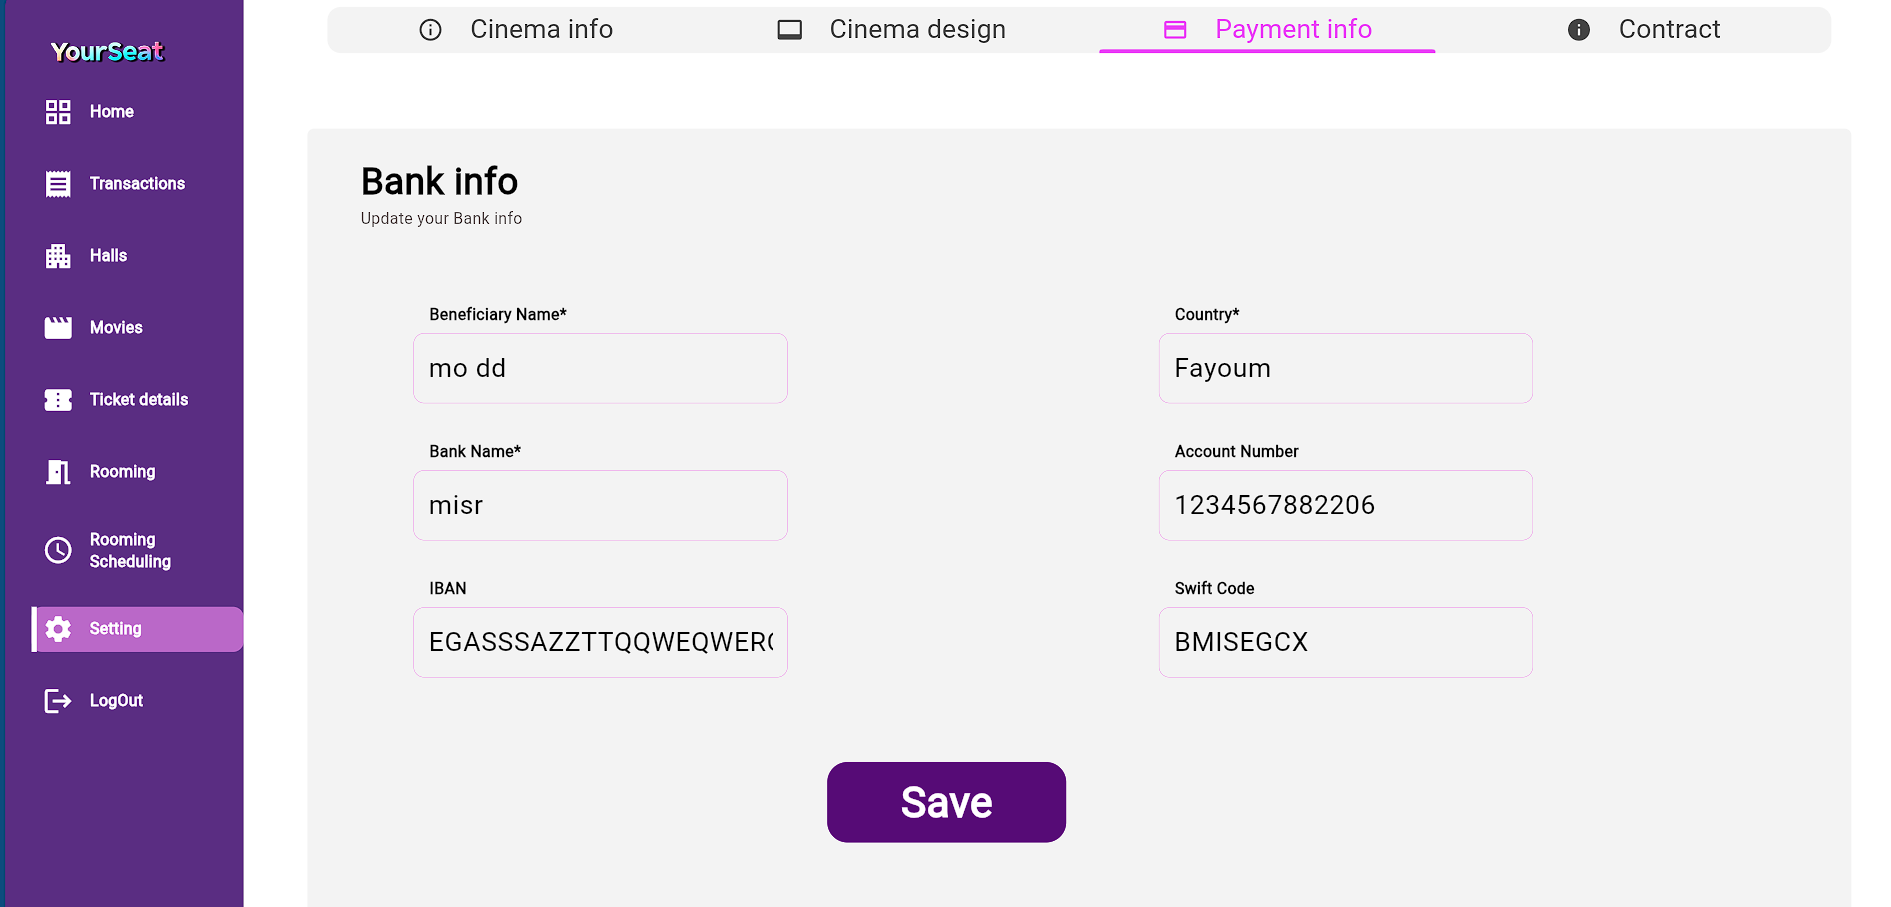 YourSeat
Home
Transactions
Halls
Movies
Ticket details
Rooming
Rooming
Scheduling
Setting
LogOut
Cinema info
Cinema design
Payment info
Contract
Bank info
Update your Bank info
Beneficiary Name*
mo dd
Country*
Fayoum
Bank Name*
misr
Account Number
1234567882206
IBAN
EGASSSAZZTTQQWEQWER
Swift Code
BMISEGCX
Save